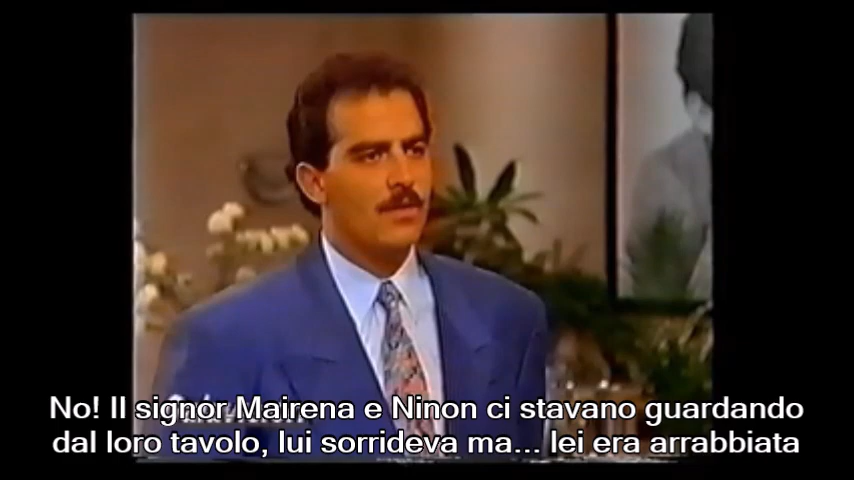 No! Il signor Mairena e Ninon ci stavano guardando
dal loro tavolo, lui sorrideva ma... lei era arrabbiata